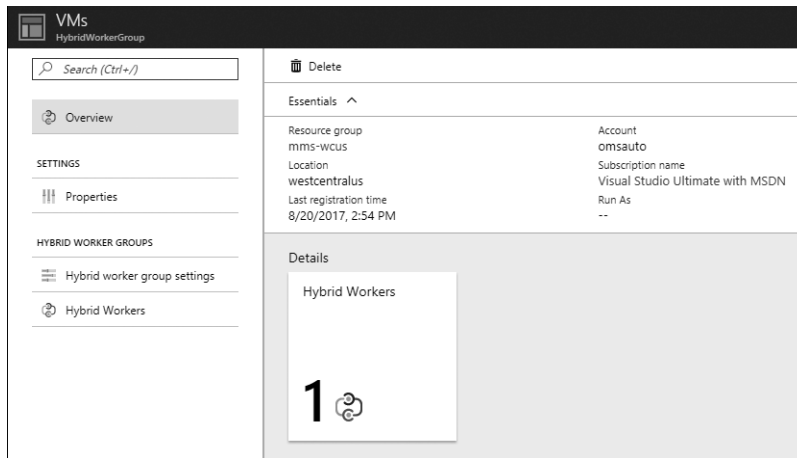 VMs
HybridWorkerGroup
Search (Ctrl+/)
Overview
SETTINGS
Properties
HYBRID WORKER GROUPS
Hybrid worker group settings
Hybrid Workers
Delete
Essentials
Resource group
mms-wcus
Location
westcentralus
Last registration time
8/20/2017, 2:54 PM
Account
omsauto
Subscription name
Visual Studio Ultimate with MSDN
Run As
--
Details
Hybrid Workers
1